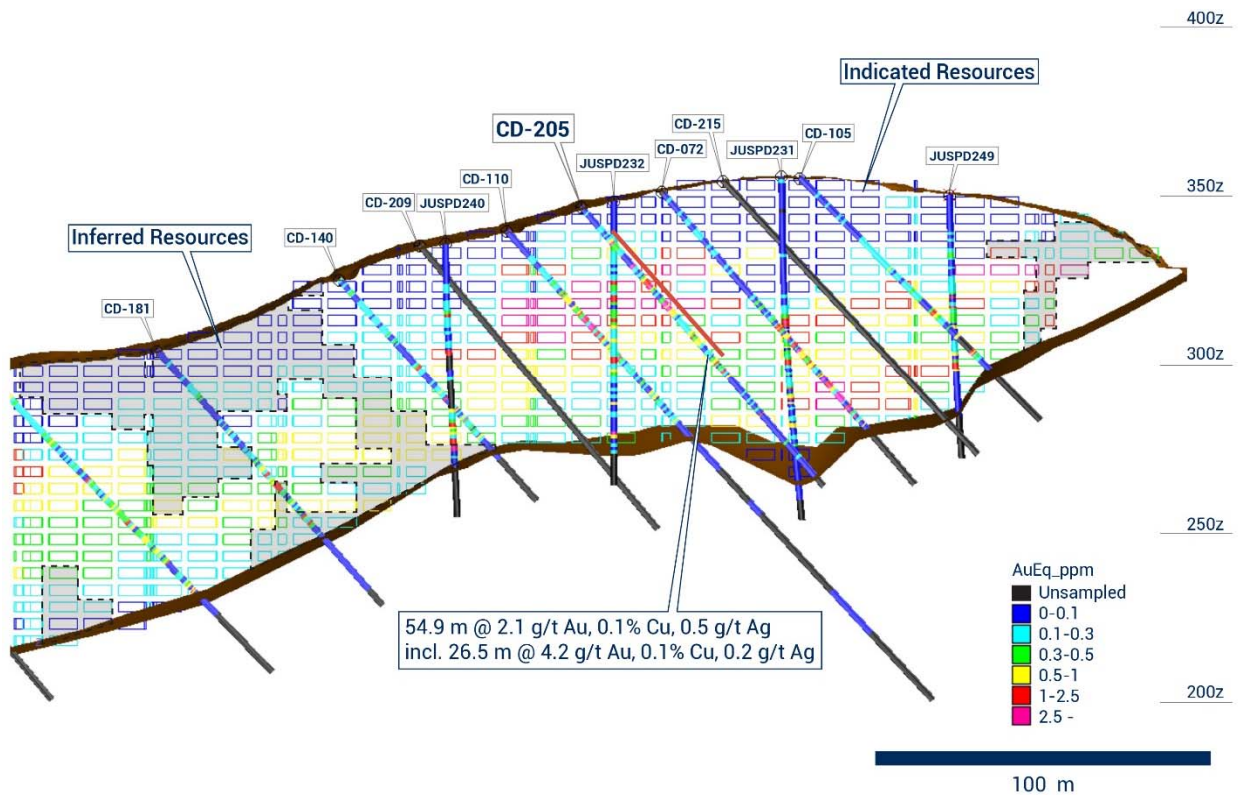 400z
Indicated Resources
CD-205
CD-215
JUSPD231
CD-105
CD-072
JUSPD232
JUSPD249
CD-110
350z
CD-209
JUSPD240
Inferred Resources
CD-140
CD-181
300z
250z
AuEq_ppm
Unsampled
0-0.1
0.1-0.3
0.3-0.5
0.5-1
1-2.5
2.5 -
54.9 m @ 2.1 g/t Au, 0.1% Cu, 0.5 g/t Ag
incl. 26.5 m @ 4.2 g/t Au, 0.1% Cu, 0.2 g/t Ag
200z
100 m